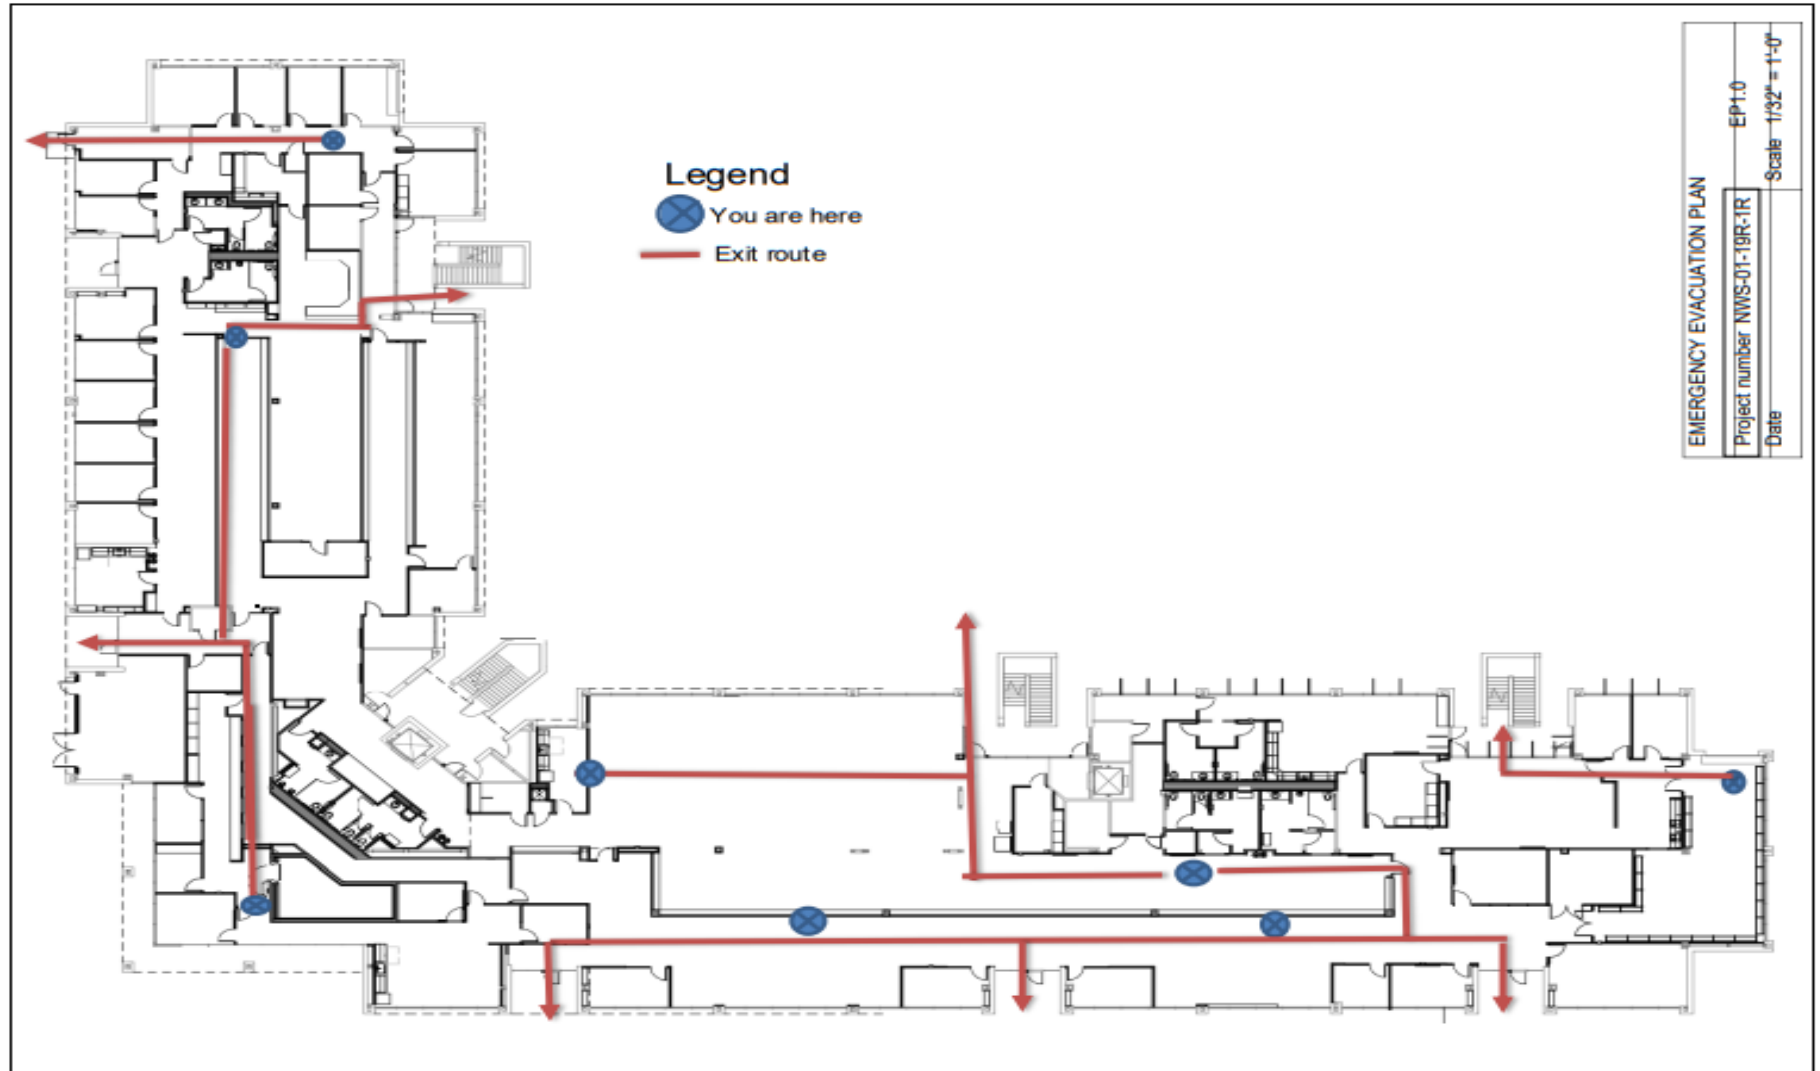 Legend
You are here
Exit route
EMERGENCY EVACUATION PLAN
Project number NWS-01-19R-1R
EP1.0
Date
Scale 1/32" = 1'-0"